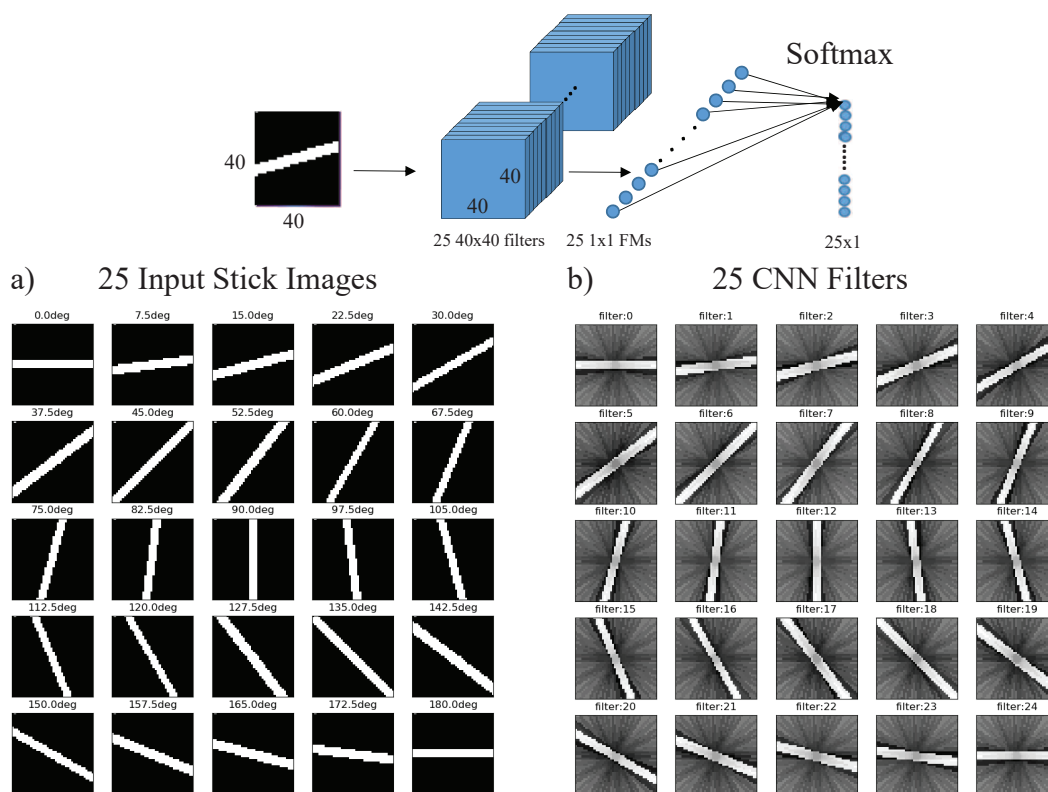 Softmax
40
40
40
40
25 40x40 filters
25 1x1 FMs
25x1
a) 25 Input Stick Images
0.0deg 7.5deg 15.0deg 22.5deg 30.0deg
37.5deg 45.0deg 52.5deg 60.0deg 67.5deg
75.0deg 82.5deg 90.0deg 97.5deg 105.0deg
112.5deg 120.0deg 127.5deg 135.0deg 142.5deg
150.0deg 157.5deg 165.0deg 172.5deg 180.0deg
b) 25 CNN Filters
filter:0 filter:1 filter:2 filter:3 filter:4
filter:5 filter:6 filter:7 filter:8 filter:9
filter:10 filter:11 filter:12 filter:13 filter:14
filter:15 filter:16 filter:17 filter:18 filter:19
filter:20 filter:21 filter:22 filter:23 filter:24